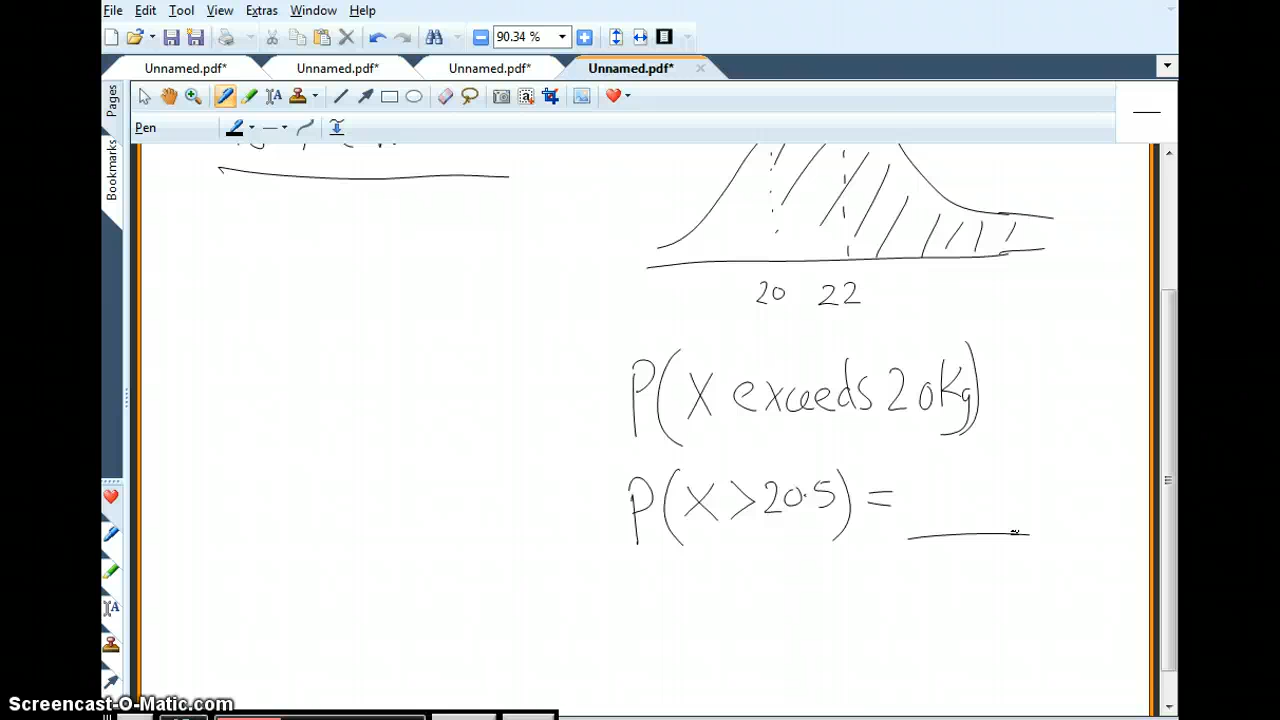 File Edit Tool View Extras Window Help
90.34 %
Unnamed.pdf* Unnamed.pdf* Unnamed.pdf* Unnamed.pdf*
Pages
Bookmarks
Pen
20 22
P(X exceeds 20Kg)
P(X > 20.5) =
Screencast-O-Matic.com